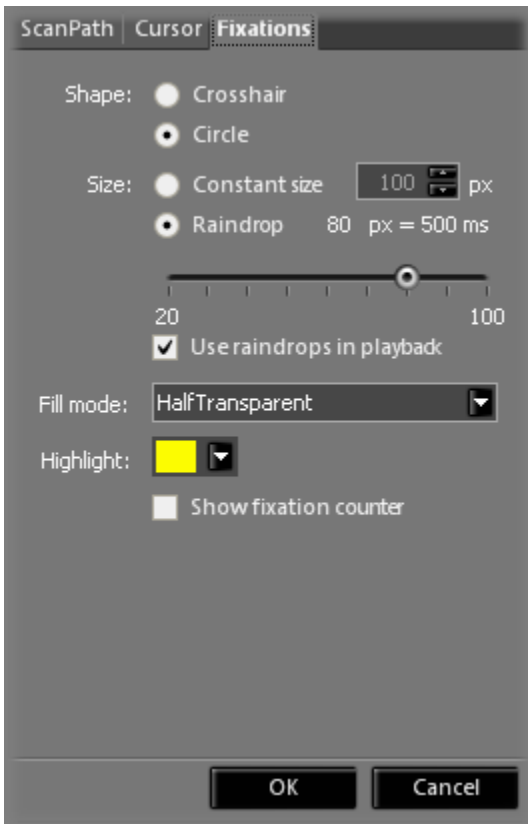 ScanPath Cursor Fixations
Shape: Crosshair
Circle
Size: Constant size 100 px
Raindrop 80 px = 500 ms
20 100
Use raindrops in playback
Fill mode: HalfTransparent
Highlight:
Show fixation counter
OK Cancel